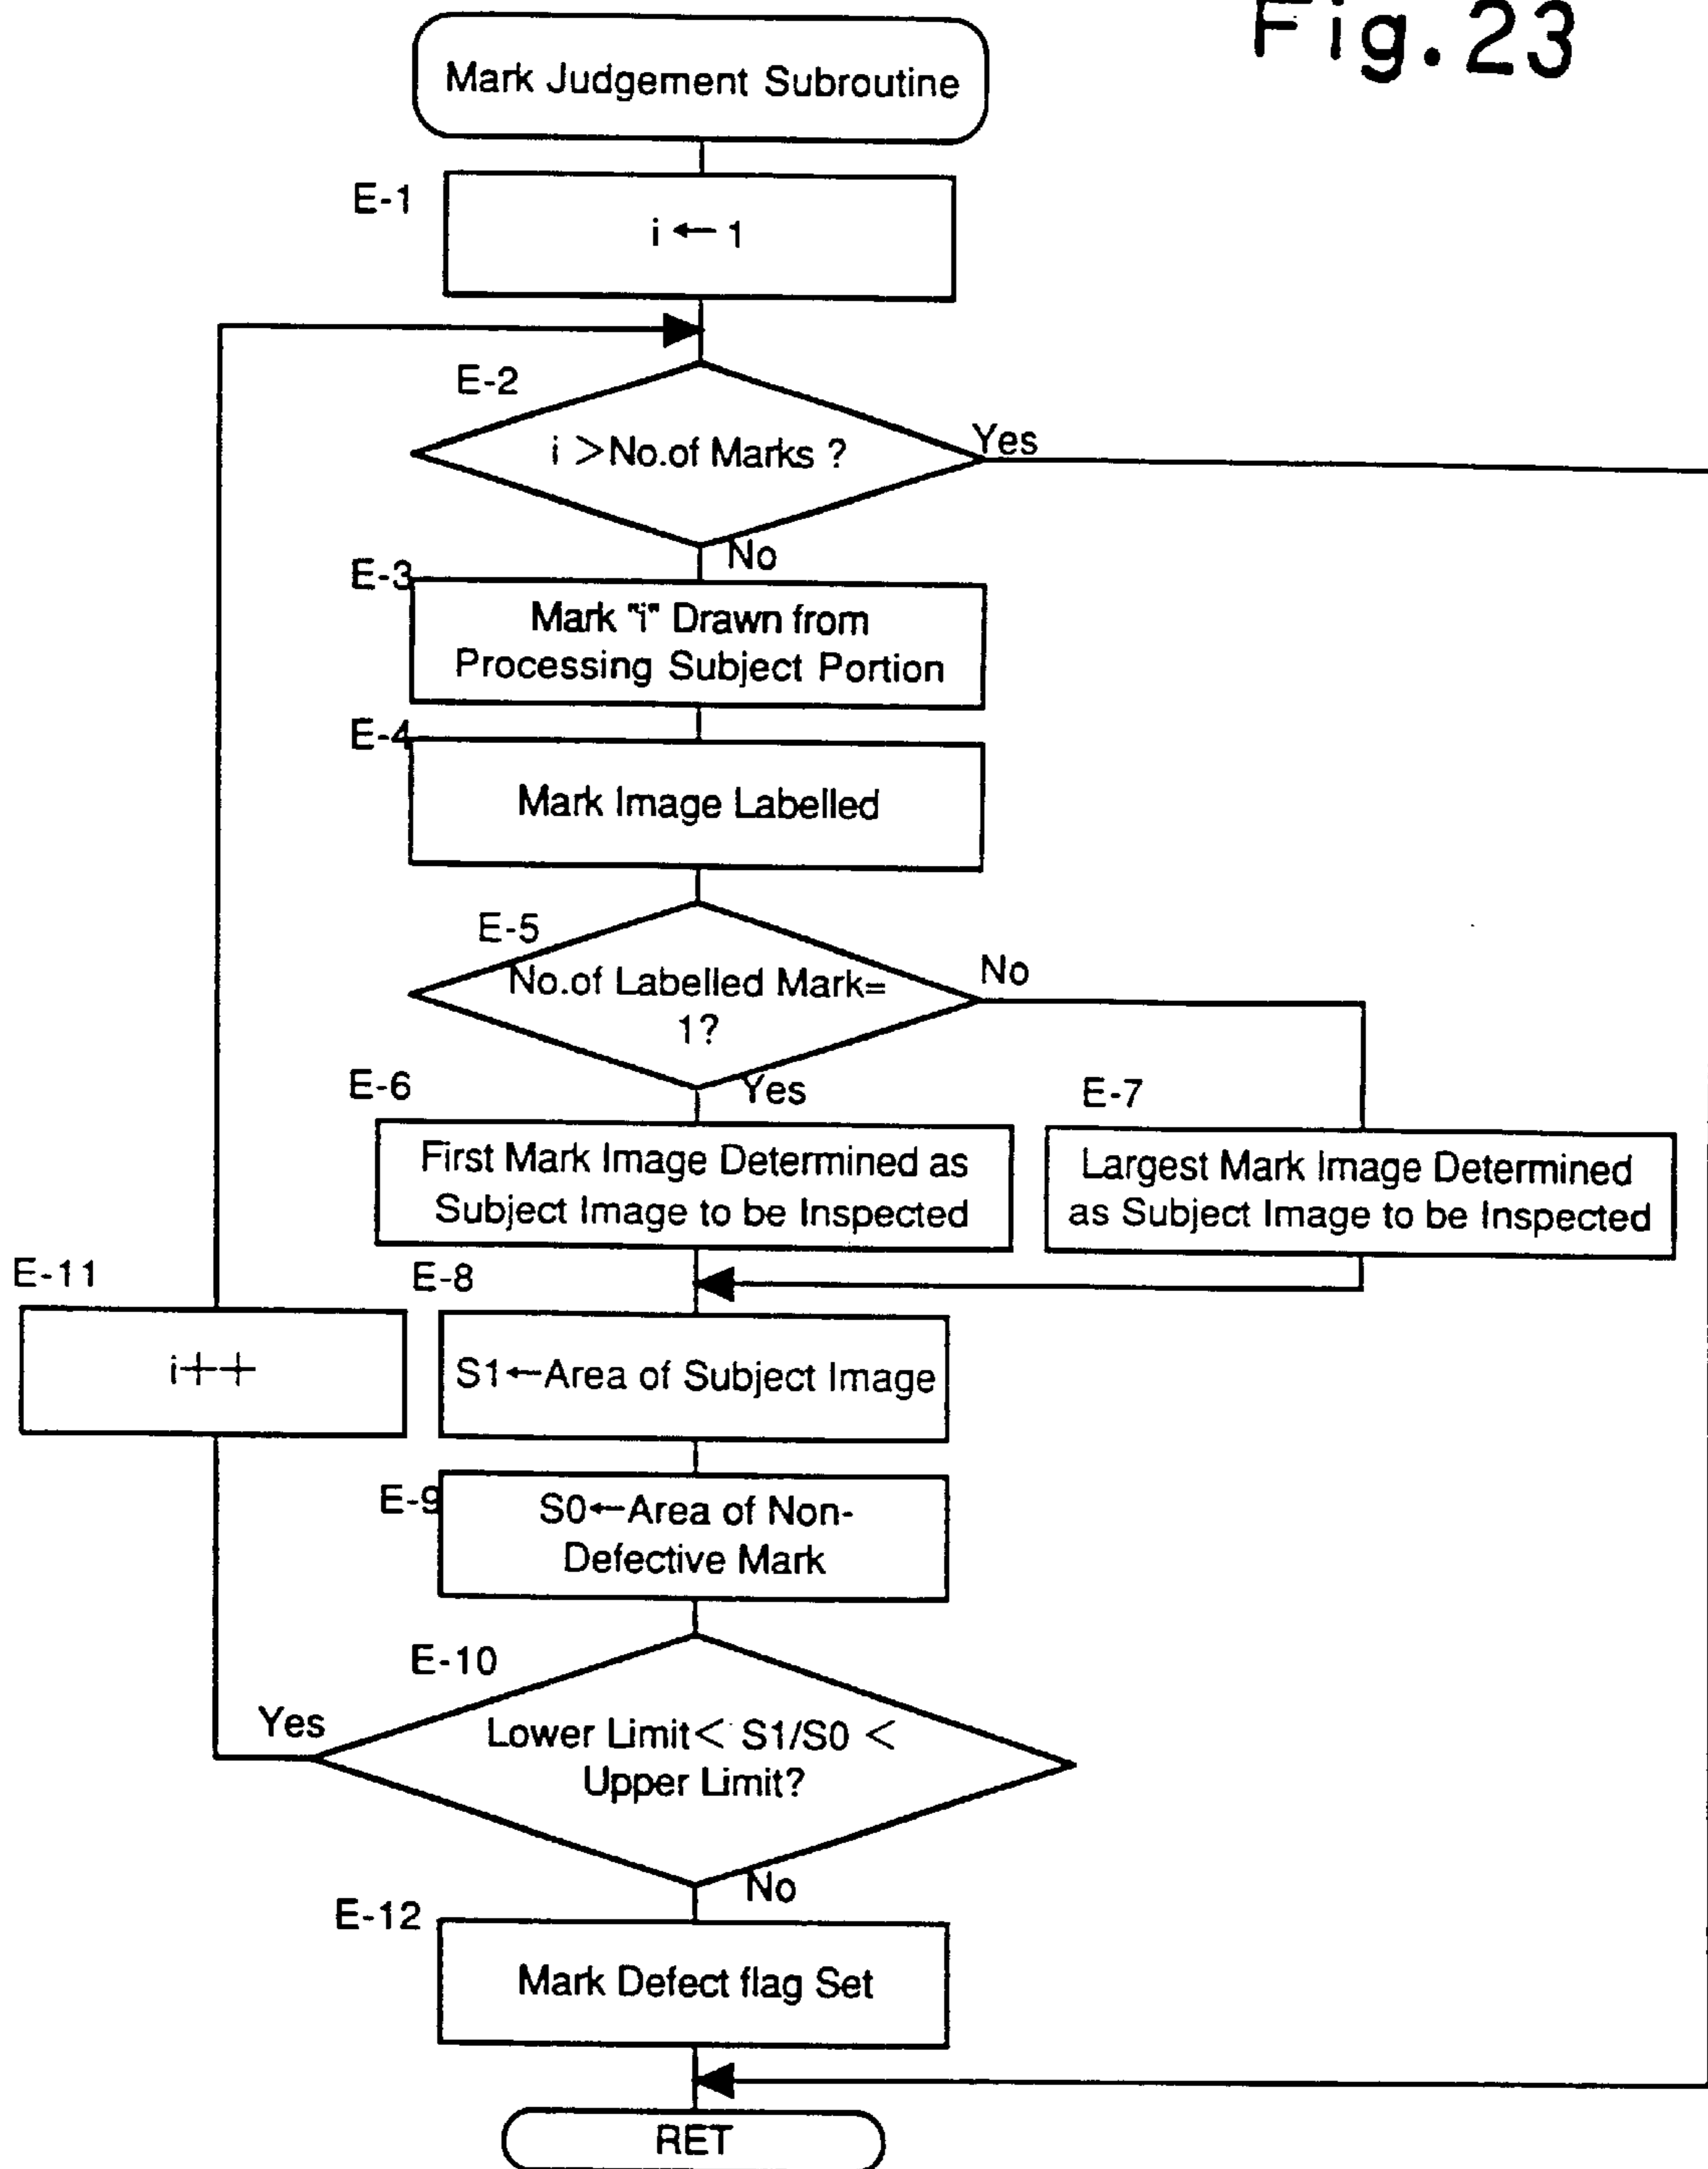 Fig.23
Mark Judgement Subroutine
E-1
i ← 1
E-2
i >No.of Marks ?
Yes
No
E-3
Mark "i" Drawn from
Processing Subject Portion
E-4
Mark Image Labelled
E-5
No.of Labelled Mark=
1?
No
Yes
E-6
First Mark Image Determined as
Subject Image to be Inspected
E-7
Largest Mark Image Determined
as Subject Image to be Inspected
E-11
i++
E-8
S1←Area of Subject Image
E-9
S0←Area of Non-
Defective Mark
E-10
Yes
Lower Limit< S1/S0 <
Upper Limit?
No
E-12
Mark Defect flag Set
RET